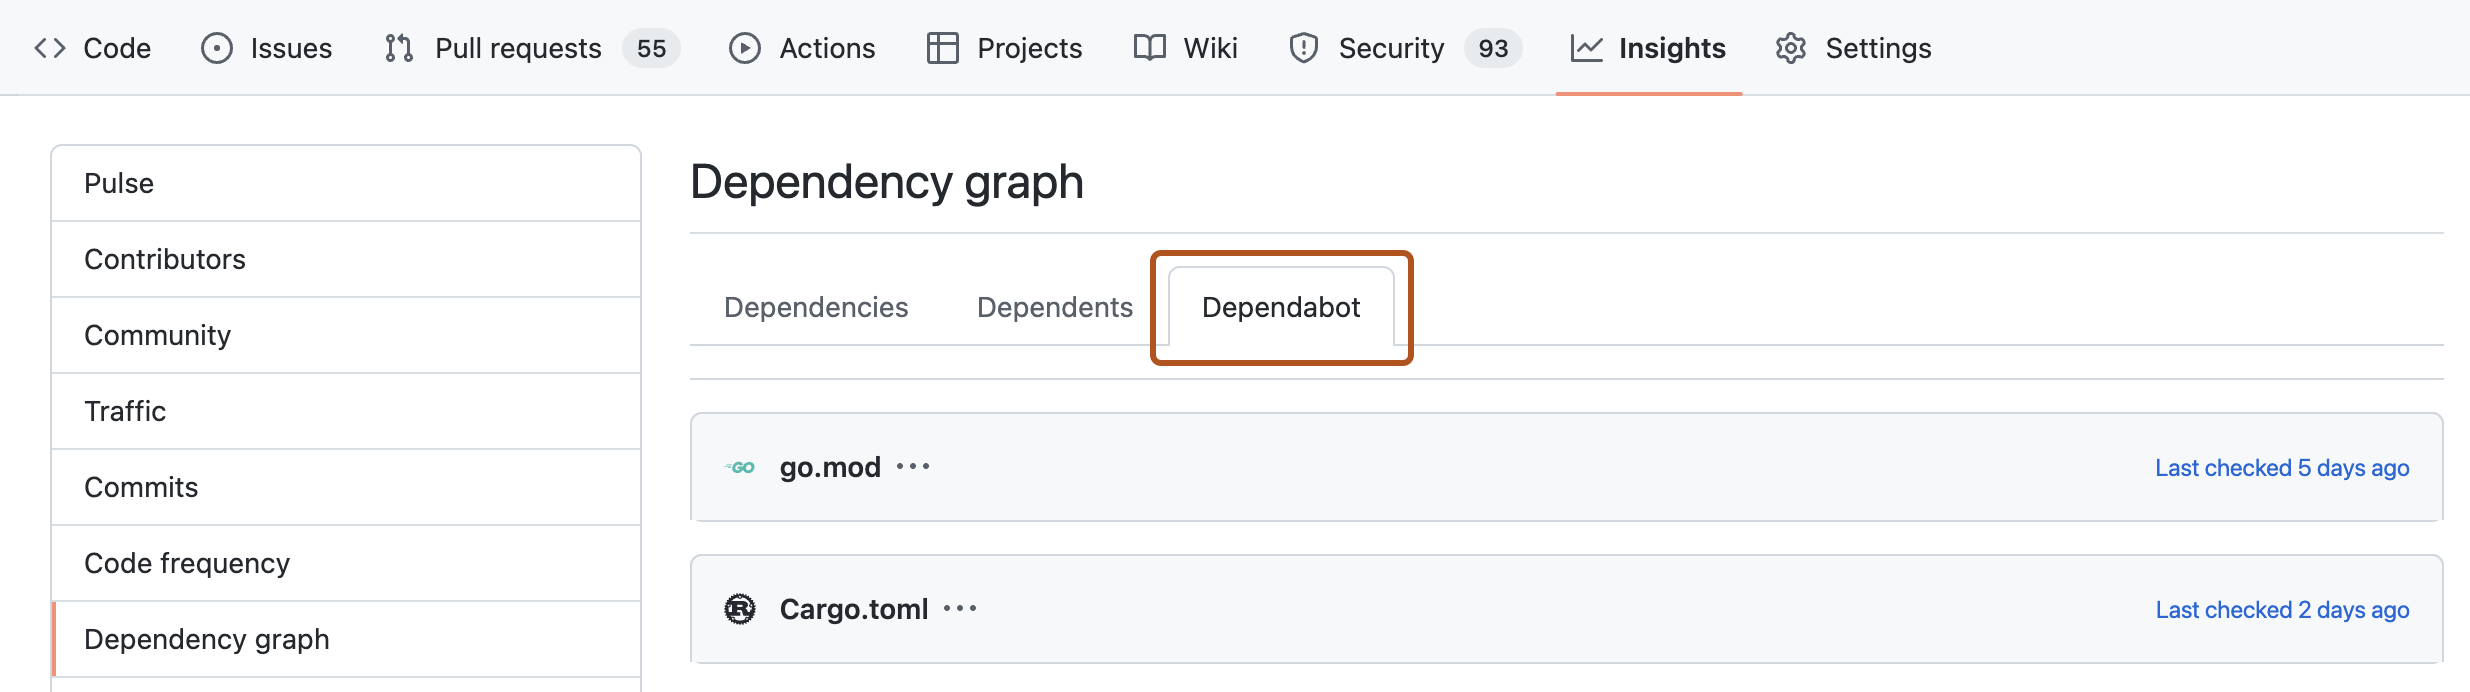 Code Issues Pull requests 55 Actions Projects Wiki Security 93 Insights Settings
Pulse
Contributors
Community
Traffic
Commits
Code frequency
Dependency graph
Dependency graph
Dependencies Dependents Dependabot
GO go.mod ··· Last checked 5 days ago
R Cargo.toml ··· Last checked 2 days ago